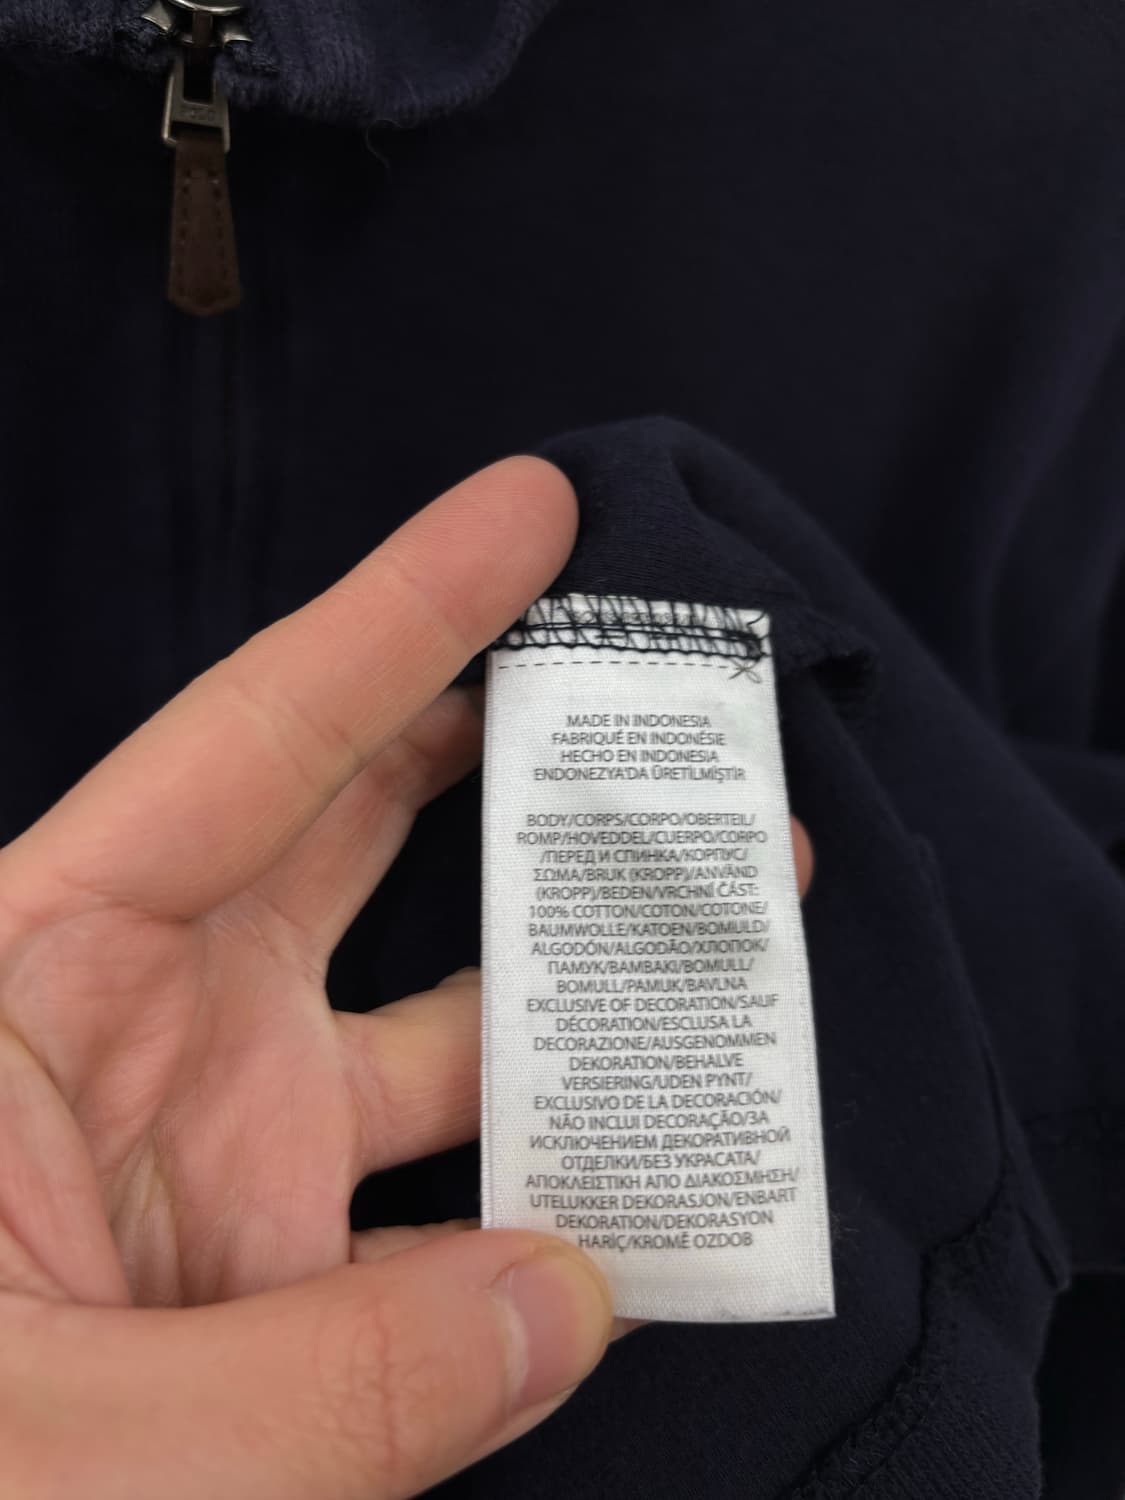 POLO
MADE IN INDONESIA
FABRIQUÉ EN INDONÉSIE
HECHO EN INDONESIA
ENDONEZYA'DA ÜRETİLMİŞTİR
BODY/CORPS/CORPO/OBERTEIL/
ROMP/HOVEDDEL/CUERPO/CORPO
/ПЕРЕД И СПИНКА/КОРПУС/
ΣΩΜΑ/BRUK (KROPP)/ANVÄND
(KROPP)/BEDEN/VRCHNÍ ČÁST:
100% COTTON/COTON/COTONE/
BAUMWOLLE/KATOEN/BOMULD/
ALGODÓN/ALGODÃO/ХЛОПОК/
ПАМУК/ΒΑΜΒΑΚΙ/BOMULL/
BOMULL/PAMUK/BAVLNA
EXCLUSIVE OF DECORATION/SAUF
DÉCORATION/ESCLUSA LA
DECORAZIONE/AUSGENOMMEN
DEKORATION/BEHALVE
VERSIERING/UDEN PYNT/
EXCLUSIVO DE LA DECORACIÓN/
NÃO INCLUI DECORAÇÃO/ЗА
ИСКЛЮЧЕНИЕМ ДЕКОРАТИВНОЙ
ОТДЕЛКИ/БЕЗ УКРАСАТА/
ΑΠΟΚΛΕΙΣΤΙΚΗ ΑΠΟ ΔΙΑΚΟΣΜΗΣΗ/
UTELUKKER DEKORASJON/ENBART
DEKORATION/DEKORASYON
HARİÇ/KROMĚ OZDOB